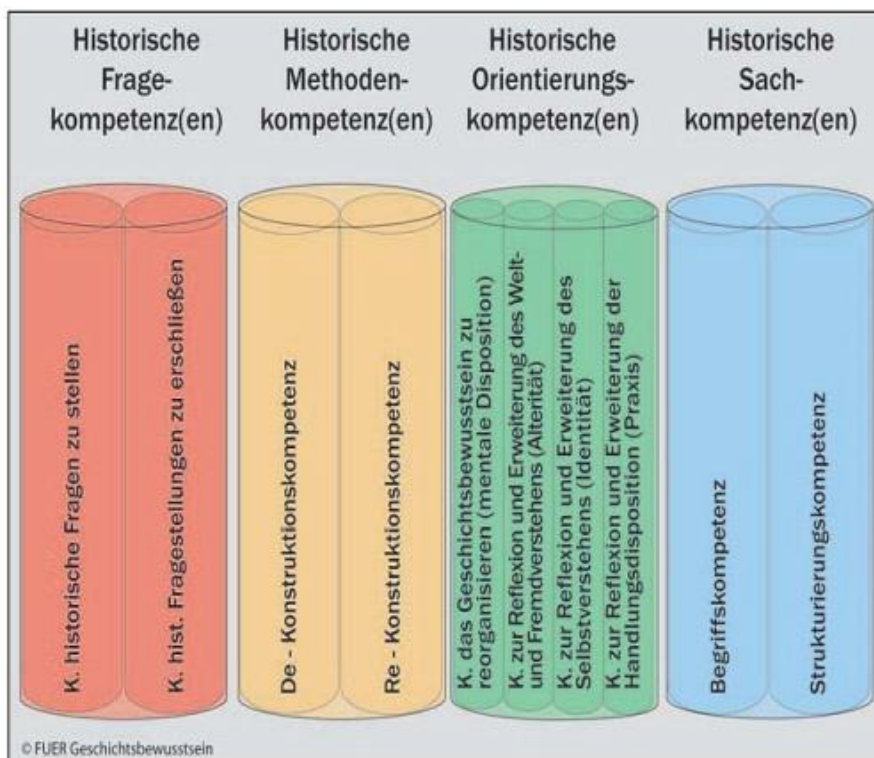 Historische
Frage-
kompetenz(en)
Historische
Methoden-
kompetenz(en)
Historische
Orientierungs-
kompetenz(en)
Historische
Sach-
kompetenz(en)
K. historische Fragen zu stellen
K. hist. Fragestellungen zu erschließen
De - Konstruktionskompetenz
Re - Konstruktionskompetenz
K. das Geschichtsbewusstsein zu
reorganisieren (mentale Disposition)
K. zur Reflexion und Erweiterung des Welt-
und Fremdverstehens (Alterität)
K. zur Reflexion und Erweiterung des
Selbstverstehens (Identität)
K. zur Reflexion und Erweiterung der
Handlungsdisposition (Praxis)
Begriffskompetenz
Strukturierungskompetenz
© FUER Geschichtsbewusstsein